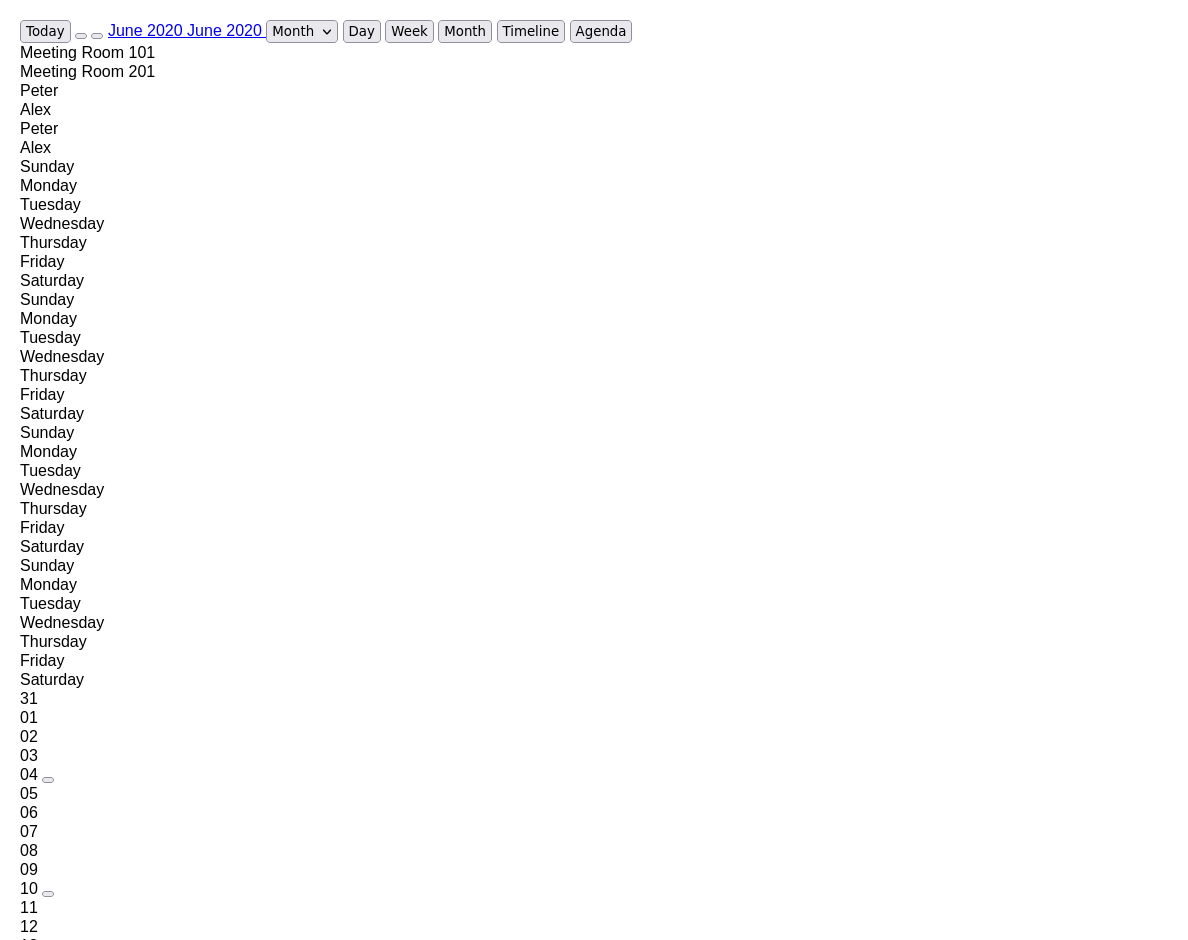 Today June 2020 June 2020 Month Day Week Month Timeline Agenda
Meeting Room 101
Meeting Room 201
Peter
Alex
Peter
Alex
Sunday
Monday
Tuesday
Wednesday
Thursday
Friday
Saturday
Sunday
Monday
Tuesday
Wednesday
Thursday
Friday
Saturday
Sunday
Monday
Tuesday
Wednesday
Thursday
Friday
Saturday
Sunday
Monday
Tuesday
Wednesday
Thursday
Friday
Saturday
31
01
02
03
04
05
06
07
08
09
10
11
12